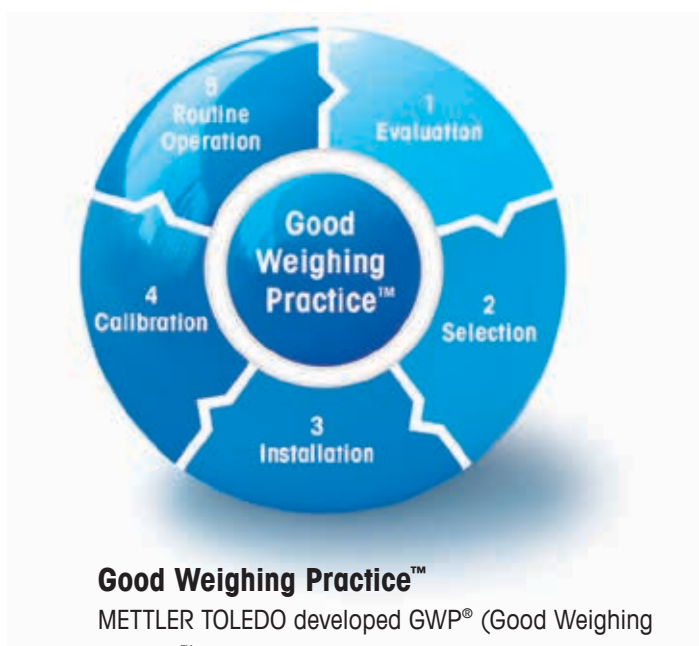 5
Routine
Operation
1
Evaluation
Good
Weighing
Practice™
4
Calibration
2
Selection
3
Installation
Good Weighing Practice™
METTLER TOLEDO developed GWP® (Good Weighing